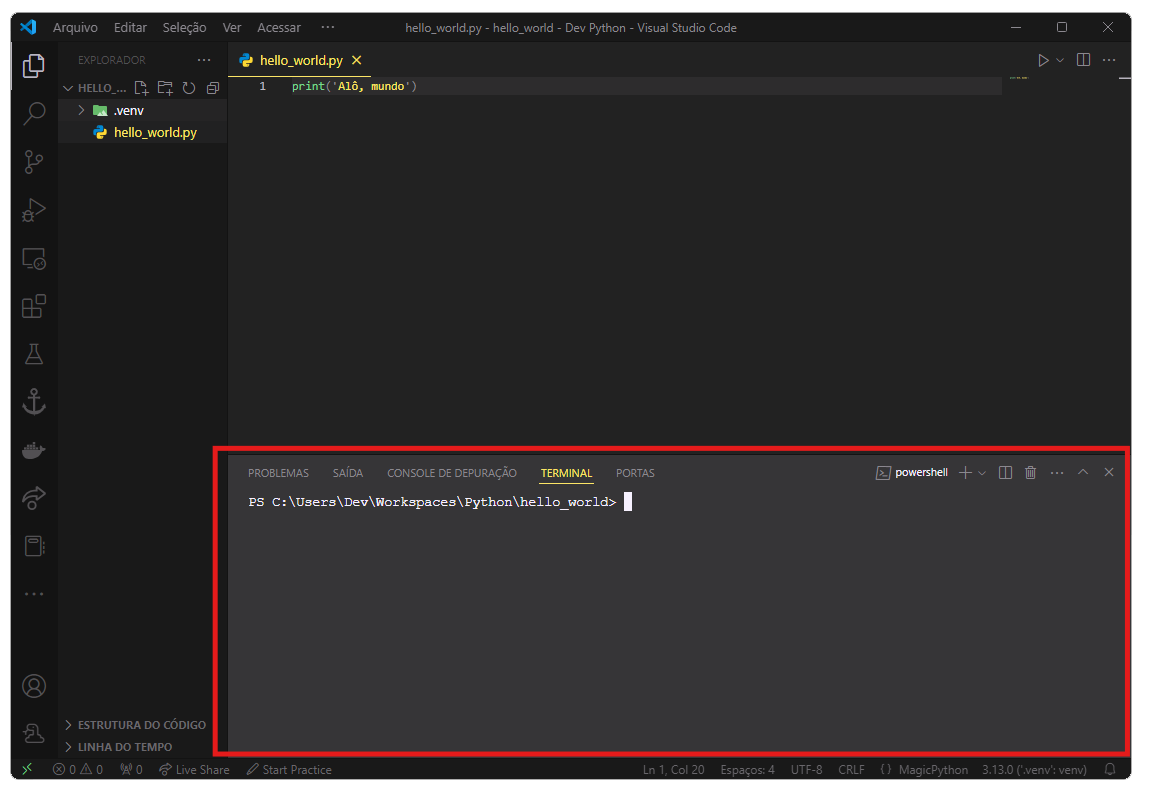 Arquivo Editar Seleção Ver Acessar ··· hello_world.py - hello_world - Dev Python - Visual Studio Code
EXPLORADOR ···
HELLO_...
.venv
hello_world.py
hello_world.py
1 print('Alô, mundo')
PROBLEMAS SAÍDA CONSOLE DE DEPURAÇÃO TERMINAL PORTAS powershell
PS C:\Users\Dev\Workspaces\Python\hello_world>
ESTRUTURA DO CÓDIGO
LINHA DO TEMPO
0 0 0 Live Share Start Practice Ln 1, Col 20 Espaços: 4 UTF-8 CRLF {} MagicPython 3.13.0 ('.venv': venv)